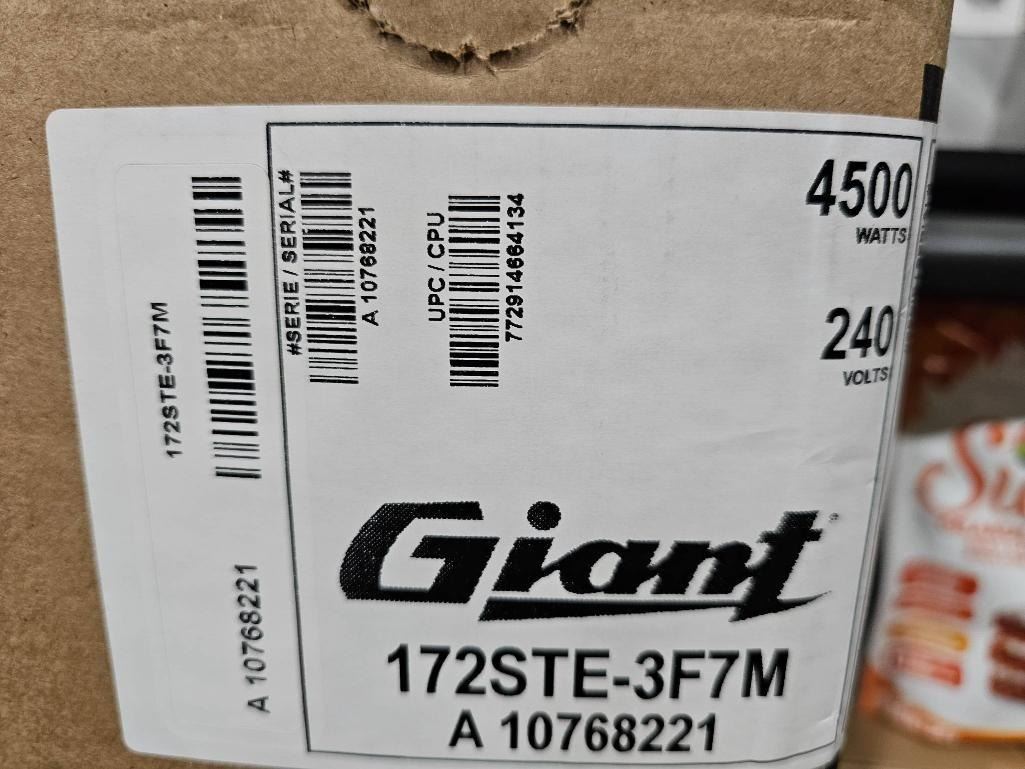 172STE-3F7M
A 10768221
#SERIE / SERIAL#
A 10768221
UPC / CPU
772914664134
4500
WATTS
240
VOLTS
Giant
172STE-3F7M
A 10768221